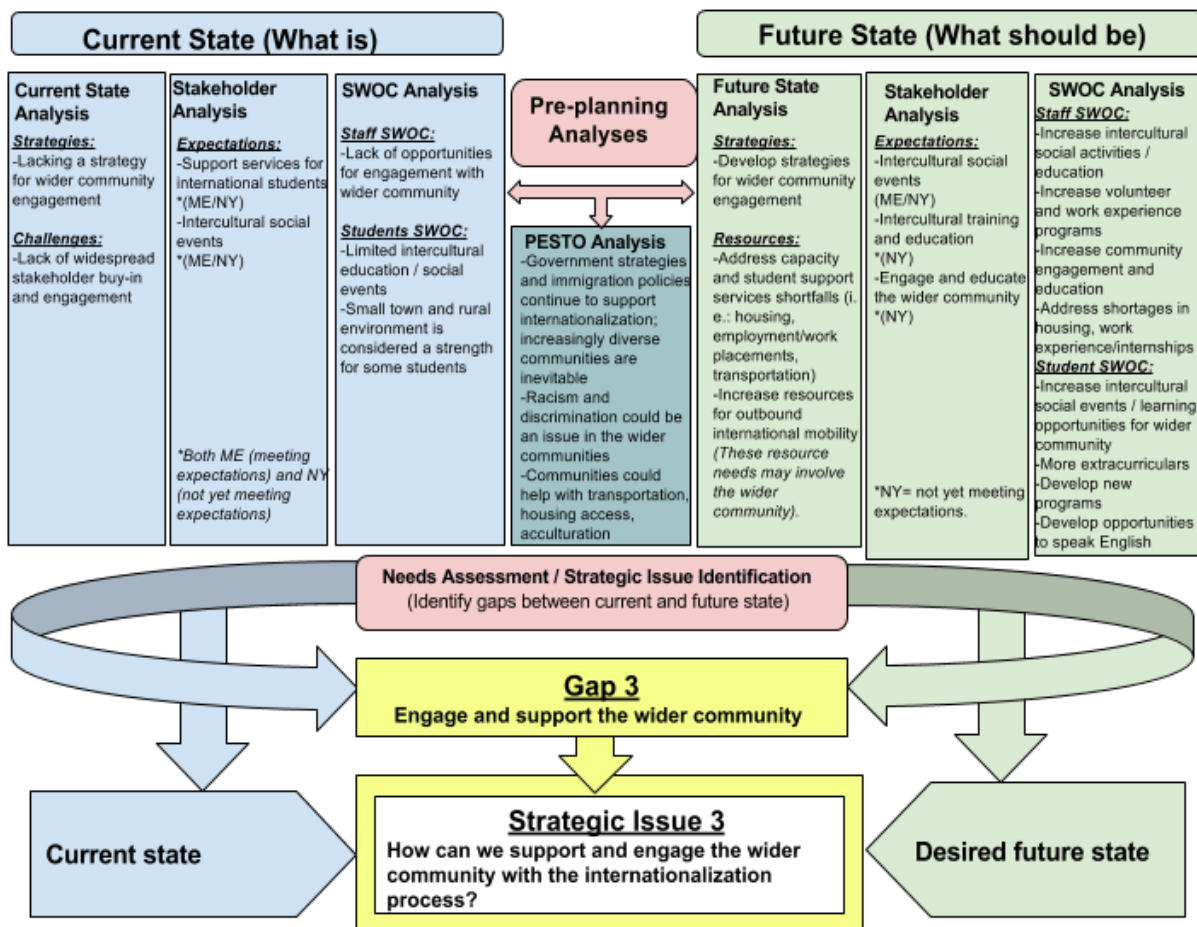 Current State (What is)
Future State (What should be)
Current State
Analysis
Strategies:
-Lacking a strategy
for wider community
engagement
Challenges:
-Lack of widespread
stakeholder buy-in
and engagement
Stakeholder
Analysis
Expectations:
-Support services for
international students
*(ME/NY)
-Intercultural social
events
*(ME/NY)
*Both ME (meeting
expectations) and NY
(not yet meeting
expectations)
SWOC Analysis
Staff SWOC:
-Lack of opportunities
for engagement with
wider community
Students SWOC:
-Limited intercultural
education / social
events
-Small town and rural
environment is
considered a strength
for some students
Pre-planning
Analyses
PESTO Analysis
-Government strategies
and immigration policies
continue to support
internationalization;
increasingly diverse
communities are
inevitable
-Racism and
discrimination could be
an issue in the wider
communities
-Communities could
help with transportation,
housing access,
acculturation
Future State
Analysis
Strategies:
-Develop strategies
for wider community
engagement
Resources:
-Address capacity
and student support
services shortfalls (i.
e.: housing,
employment/work
placements,
transportation)
-Increase resources
for outbound
international mobility
(These resource
needs may involve
the wider
community).
Stakeholder
Analysis
Expectations:
-Intercultural social
events
(ME/NY)
-Intercultural training
and education
*(NY)
-Engage and educate
the wider community
*(NY)
*NY= not yet meeting
expectations.
SWOC Analysis
Staff SWOC:
-Increase intercultural
social activities /
education
-Increase volunteer
and work experience
programs
-Increase community
engagement and
education
-Address shortages in
housing, work
experience/internships
Student SWOC:
-Increase intercultural
social events / learning
opportunities for wider
community
-More extracurriculars
-Develop new
programs
-Develop opportunities
to speak English
Needs Assessment / Strategic Issue Identification
(Identify gaps between current and future state)
Gap 3
Engage and support the wider community
Current state
Strategic Issue 3
How can we support and engage the wider
community with the internationalization
process?
Desired future state